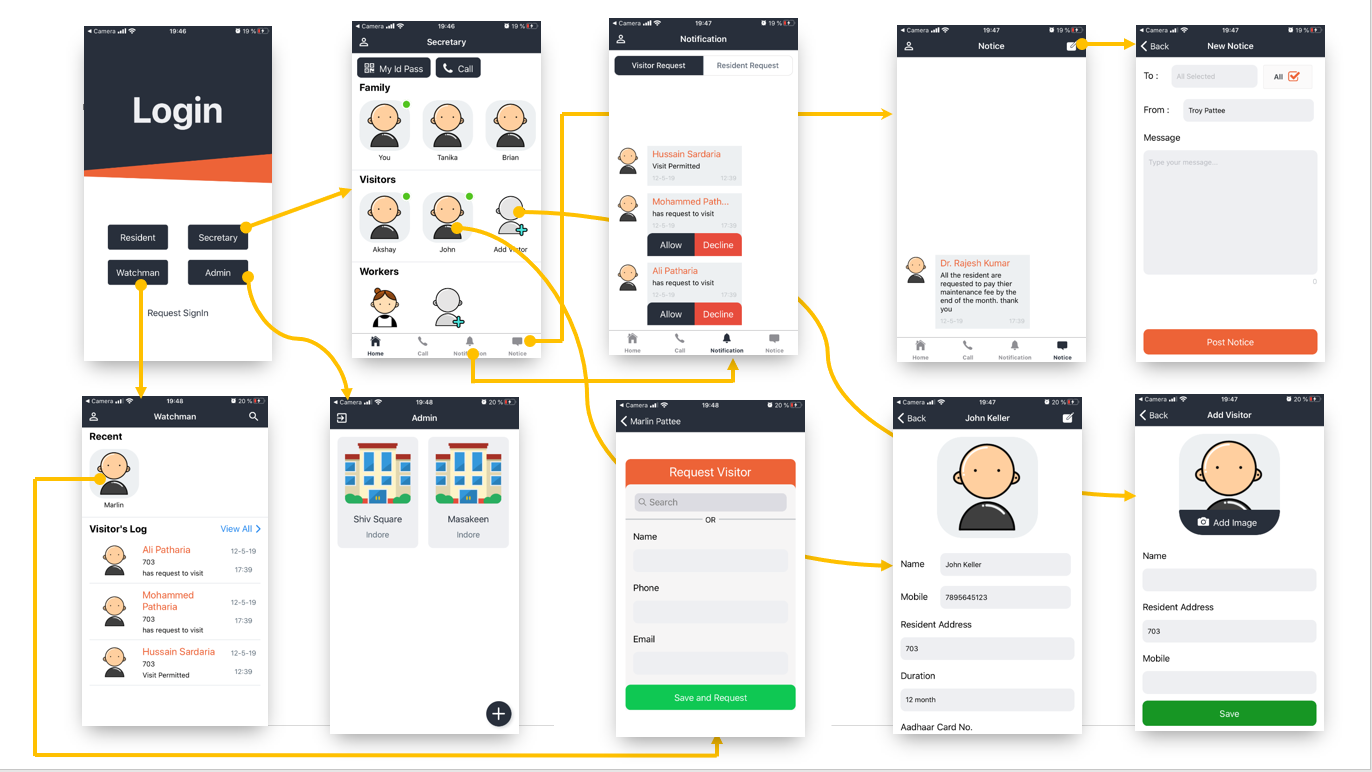 Camera 19:46 19 %
Login
Resident Secretary
Watchman Admin
Request SignIn
Camera 19:46 19 %
Secretary
My Id Pass Call
Family
You Tanika Brian
Visitors
Akshay John Add Vistor
Workers
Home Call Notification Notice
Camera 19:47 19 %
Notification
Visitor Request Resident Request
Hussain Sardaria
Visit Permitted
12-5-19 12:39
Mohammed Path...
has request to visit
12-5-19 17:39
Allow Decline
Ali Patharia
has request to visit
12-5-19 17:39
Allow Decline
Home Call Notification Notice
Camera 19:47 19 %
Notice
Dr. Rajesh Kumar
All the resident are
requested to pay thier
maintenance fee by the
end of the month. thank
you
12-5-19 17:39
Home Call Notification Notice
Camera 19:47 19 %
Back New Notice
To : All Selected All
From : Troy Pattee
Message
Type your message...
0
Post Notice
Camera 19:48 20 %
Watchman
Recent
Marlin
Visitor's Log View All
Ali Patharia 12-5-19
703
has request to visit 17:39
Mohammed
Patharia 12-5-19
703 17:39
has request to visit
Hussain Sardaria 12-5-19
703
Visit Permitted 12:39
Camera 19:48 20 %
Admin
Shiv Square Masakeen
Indore Indore
Camera 19:48 20 %
Marlin Pattee
Request Visitor
Search
OR
Name
Phone
Email
Save and Request
Camera 19:47 20 %
Back John Keller
Name John Keller
Mobile 7895645123
Resident Address
703
Duration
12 month
Aadhaar Card No.
Camera 19:47 20 %
Back Add Visitor
Add Image
Name
Resident Address
703
Mobile
Save